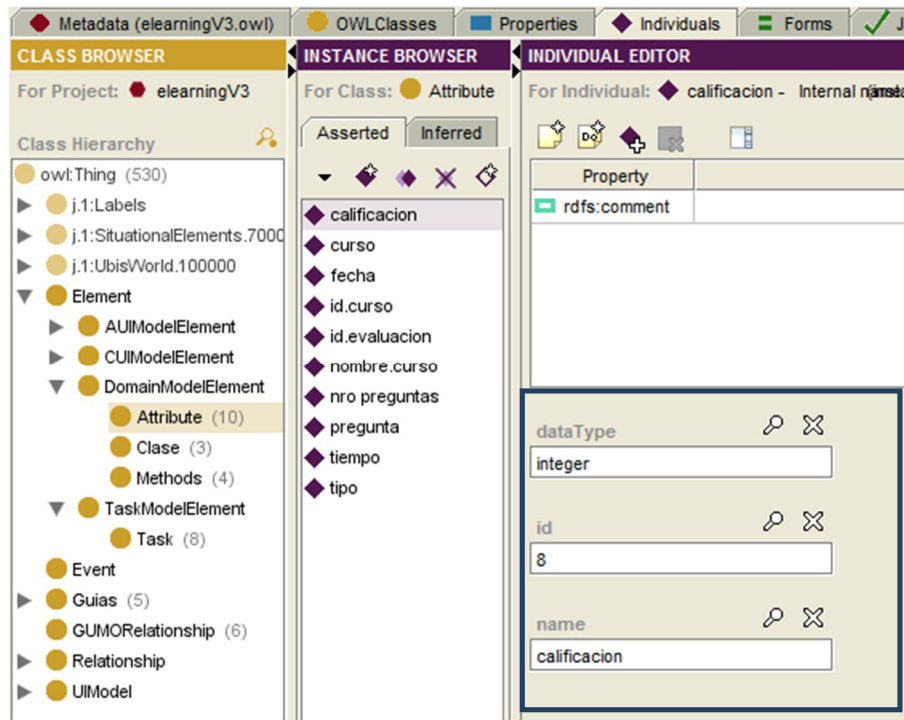 Metadata (elearningV3.owl)
OWLClasses
Properties
Individuals
Forms
CLASS BROWSER
For Project: elearningV3
Class Hierarchy
owl:Thing (530)
j.1:Labels
j.1:SituationalElements.7000
j.1:UbisWorld.100000
Element
AUIModelElement
CUIModelElement
DomainModelElement
Attribute (10)
Clase (3)
Methods (4)
TaskModelElement
Task (8)
Event
Guias (5)
GUMORelationship (6)
Relationship
UIModel
INSTANCE BROWSER
For Class: Attribute
Asserted Inferred
calificacion
curso
fecha
id.curso
id.evaluacion
nombre.curso
nro preguntas
pregunta
tiempo
tipo
INDIVIDUAL EDITOR
For Individual: calificacion - Internal
Property
rdfs:comment
dataType
integer
id
8
name
calificacion